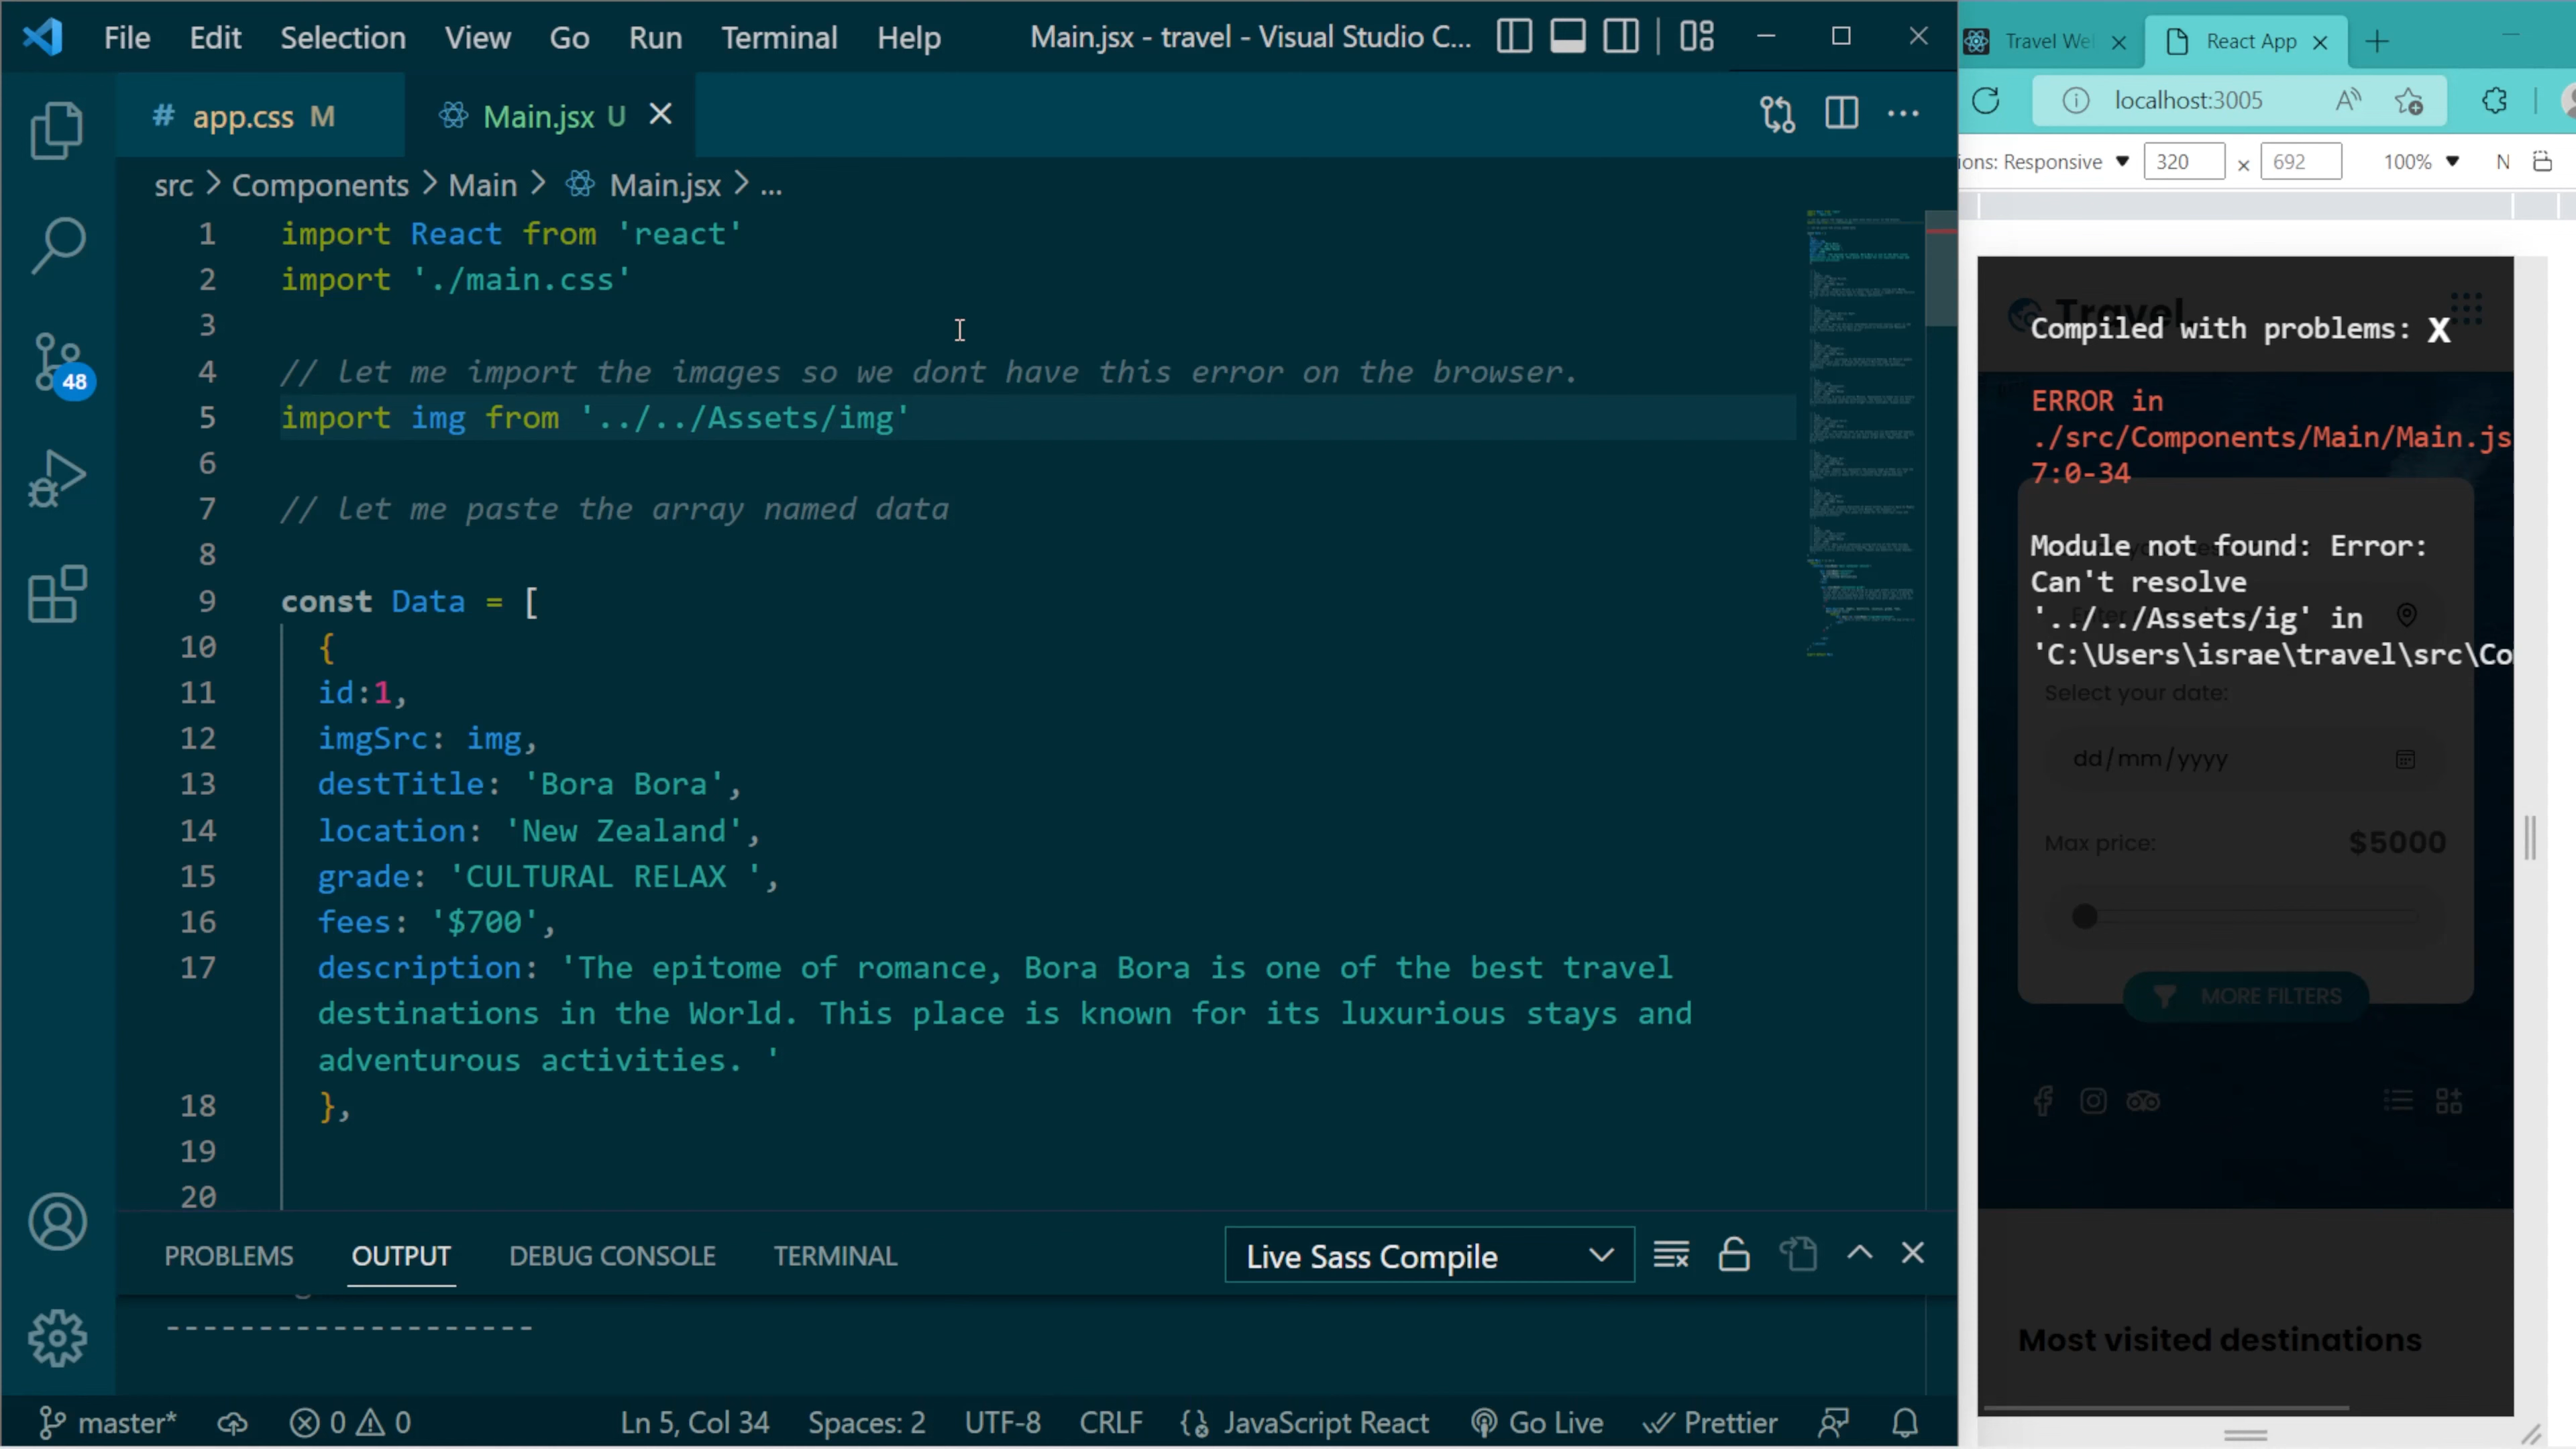 File Edit Selection View Go Run Terminal Help Main.jsx - travel - Visual Studio C...
# app.css M Main.jsx U
src > Components > Main > Main.jsx > ...
1 import React from 'react'
2 import './main.css'
3
4 // let me import the images so we dont have this error on the browser.
5 import img from '../../Assets/img'
6
7 // let me paste the array named data
8
9 const Data = [
10 {
11 id:1,
12 imgSrc: img,
13 destTitle: 'Bora Bora',
14 location: 'New Zealand',
15 grade: 'CULTURAL RELAX ',
16 fees: '$700',
17 description: 'The epitome of romance, Bora Bora is one of the best travel
destinations in the World. This place is known for its luxurious stays and
adventurous activities. '
18 },
19
20
48
PROBLEMS OUTPUT DEBUG CONSOLE TERMINAL Live Sass Compile
--------------------
master* 0 0 Ln 5, Col 34 Spaces: 2 UTF-8 CRLF JavaScript React Go Live Prettier
Travel We React App
localhost:3005
ions: Responsive 320 x 692 100% N
Travel.
Compiled with problems: X
ERROR in
./src/Components/Main/Main.js
7:0-34
Module not found: Error:
Can't resolve
'../../Assets/ig' in
'C:\Users\israe\travel\src\Co
Select your date:
dd/mm/yyyy
Max price: $5000
MORE FILTERS
Most visited destinations